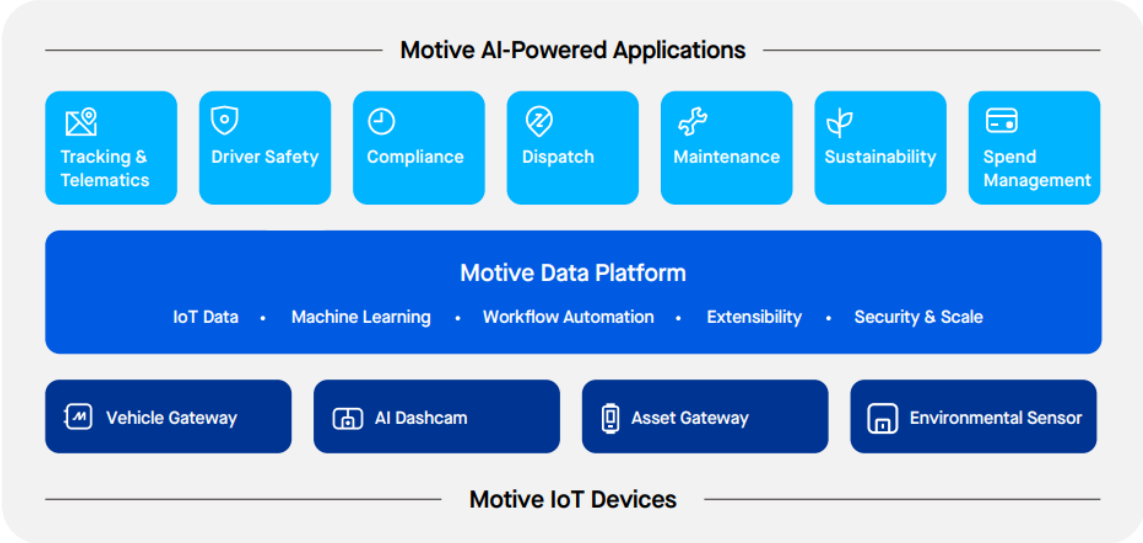 Motive AI-Powered Applications
Tracking &
Telematics
Driver Safety
Compliance
Dispatch
Maintenance
Sustainability
Spend
Management
Motive Data Platform
IoT Data • Machine Learning • Workflow Automation • Extensibility • Security & Scale
Vehicle Gateway
AI Dashcam
Asset Gateway
Environmental Sensor
Motive IoT Devices